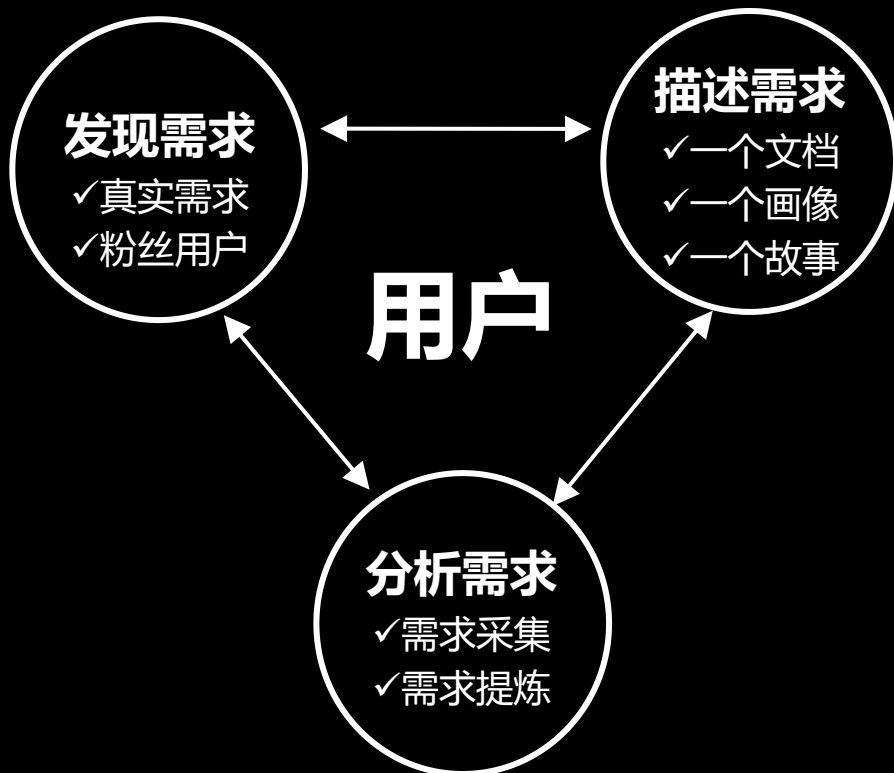 发现需求
✓真实需求
✓粉丝用户
描述需求
✓一个文档
✓一个画像
✓一个故事
用户
分析需求
✓需求采集
✓需求提炼